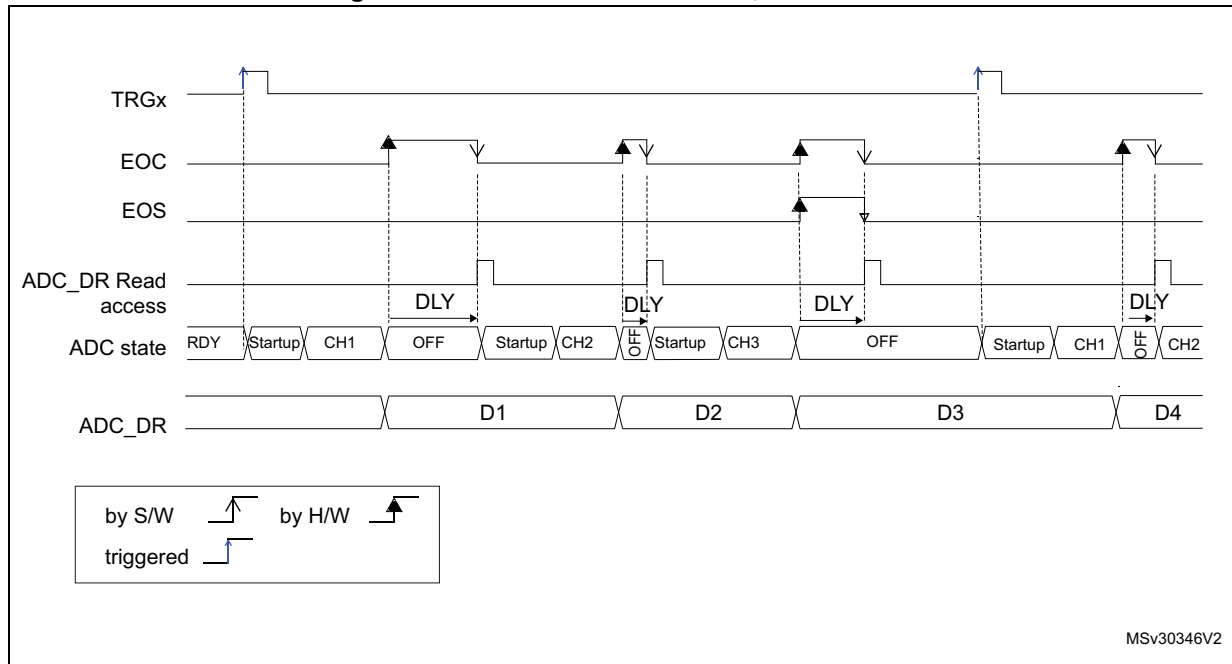 TRGx
EOC
EOS
ADC_DR Read
access
DLY DLY DLY DLY
ADC state RDY Startup CH1 OFF Startup CH2 OFF Startup CH3 OFF Startup CH1 OFF CH2
ADC_DR D1 D2 D3 D4
by S/W by H/W
triggered
MSv30346V2